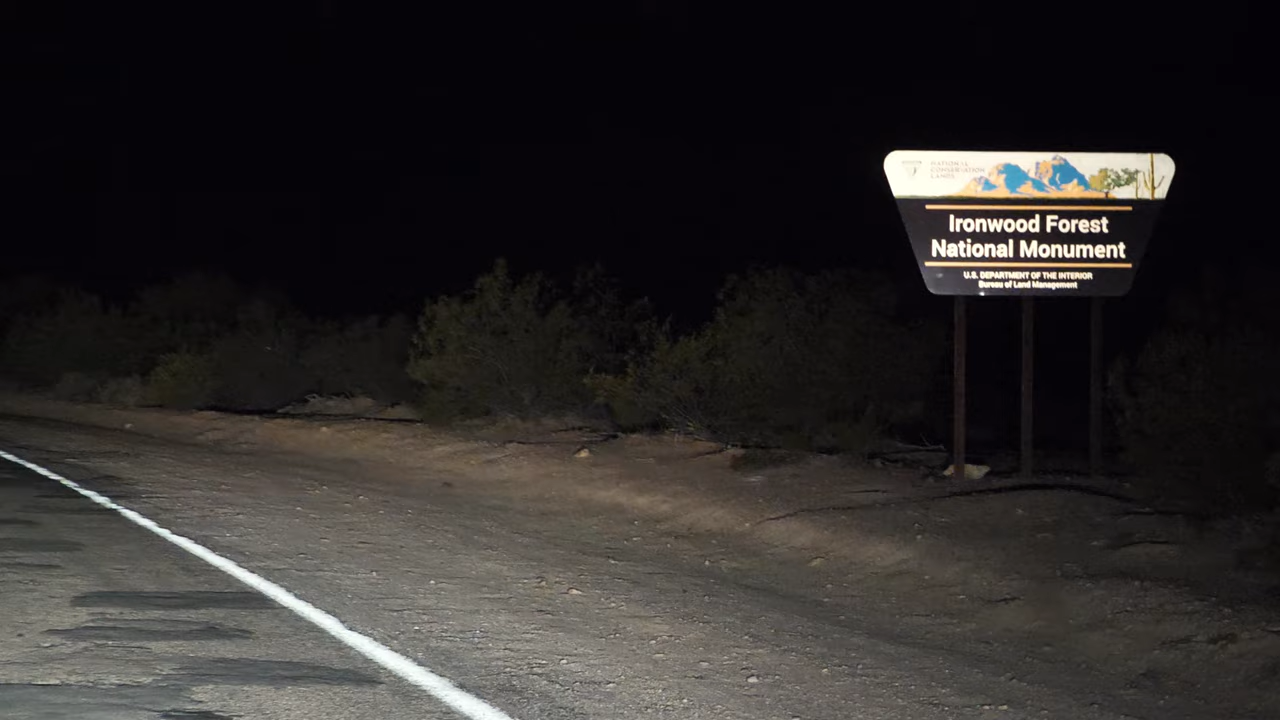 NATIONAL
CONSERVATION
LANDS
Ironwood Forest
National Monument
U.S. DEPARTMENT OF THE INTERIOR
Bureau of Land Management